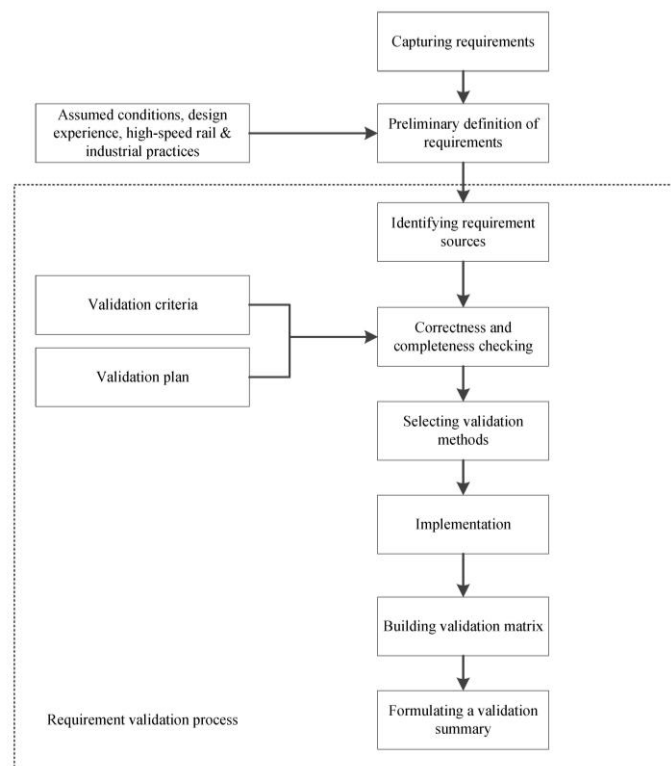 Capturing requirements
Assumed conditions, design
experience, high-speed rail &
industrial practices
Preliminary definition of
requirements
Identifying requirement
sources
Validation criteria
Correctness and
completeness checking
Validation plan
Selecting validation
methods
Implementation
Building validation matrix
Formulating a validation
summary
Requirement validation process